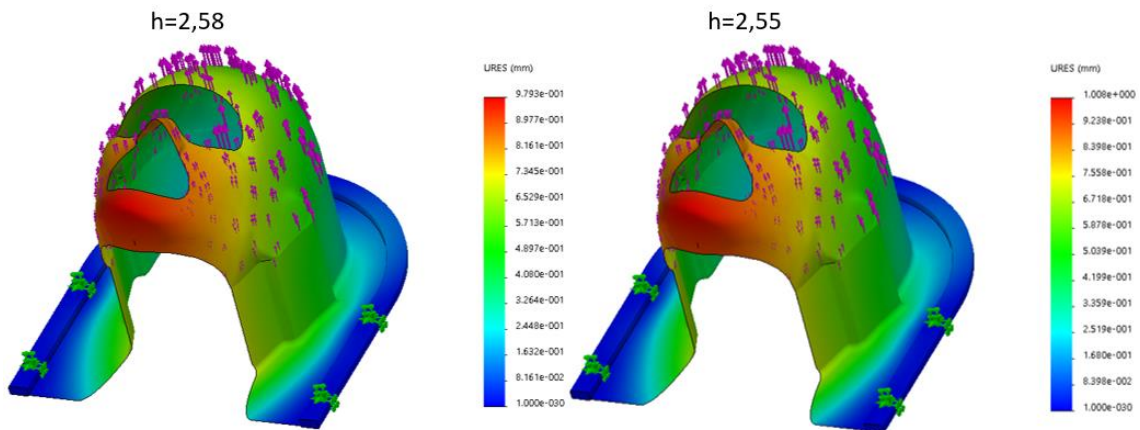 h=2,58
h=2,55
URES (mm)
9.793e-001
8.977e-001
8.161e-001
7.345e-001
6.529e-001
5.713e-001
4.897e-001
4.080e-001
3.264e-001
2.448e-001
1.632e-001
8.161e-002
1.000e-030
URES (mm)
1.008e+000
9.238e-001
8.398e-001
7.558e-001
6.718e-001
5.878e-001
5.039e-001
4.199e-001
3.359e-001
2.519e-001
1.680e-001
8.398e-002
1.000e-030